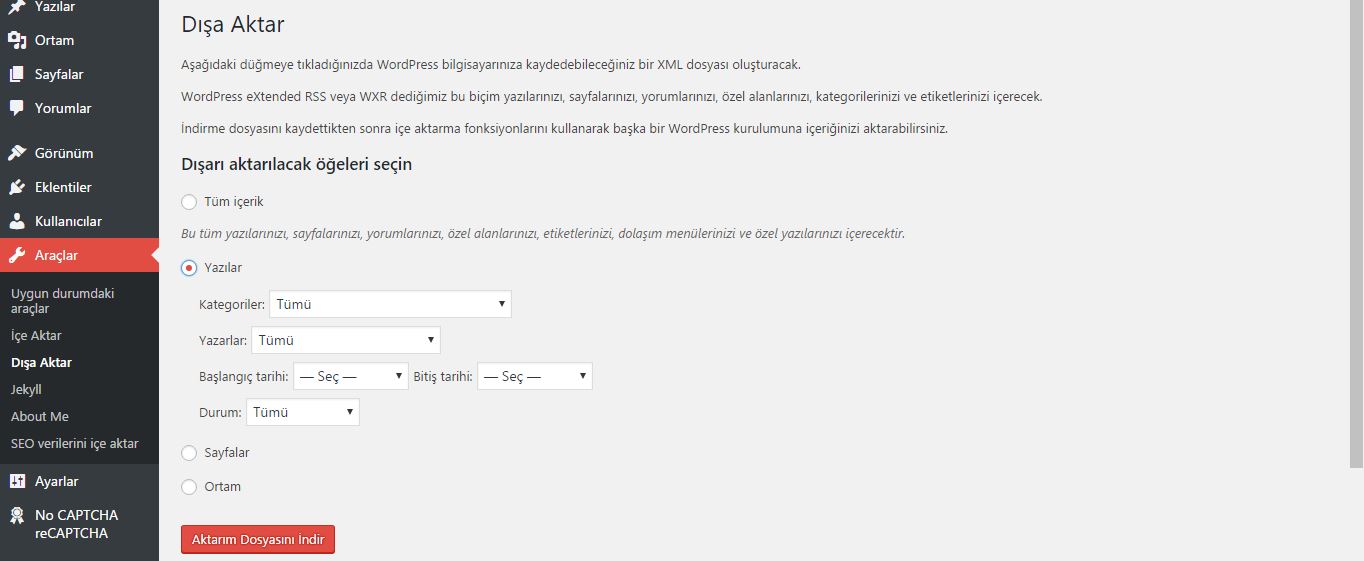 Yazılar
Ortam
Sayfalar
Yorumlar
Görünüm
Eklentiler
Kullanıcılar
Araçlar
Uygun durumdaki
araçlar
İçe Aktar
Dışa Aktar
Jekyll
About Me
SEO verilerini içe aktar
Ayarlar
No CAPTCHA
reCAPTCHA
Dışa Aktar
Aşağıdaki düğmeye tıkladığınızda WordPress bilgisayarınıza kaydedebileceğiniz bir XML dosyası oluşturacak.
WordPress eXtended RSS veya WXR dediğimiz bu biçim yazılarınızı, sayfalarınızı, yorumlarınızı, özel alanlarınızı, kategorilerinizi ve etiketlerinizi içerecek.
İndirme dosyasını kaydettikten sonra içe aktarma fonksiyonlarını kullanarak başka bir WordPress kurulumuna içeriğinizi aktarabilirsiniz.
Dışarı aktarılacak öğeleri seçin
Tüm içerik
Bu tüm yazılarınızı, sayfalarınızı, yorumlarınızı, özel alanlarınızı, etiketlerinizi, dolaşım menülerinizi ve özel yazılarınızı içerecektir.
Yazılar
Kategoriler: Tümü
Yazarlar: Tümü
Başlangıç tarihi: — Seç — Bitiş tarihi: — Seç —
Durum: Tümü
Sayfalar
Ortam
Aktarım Dosyasını İndir